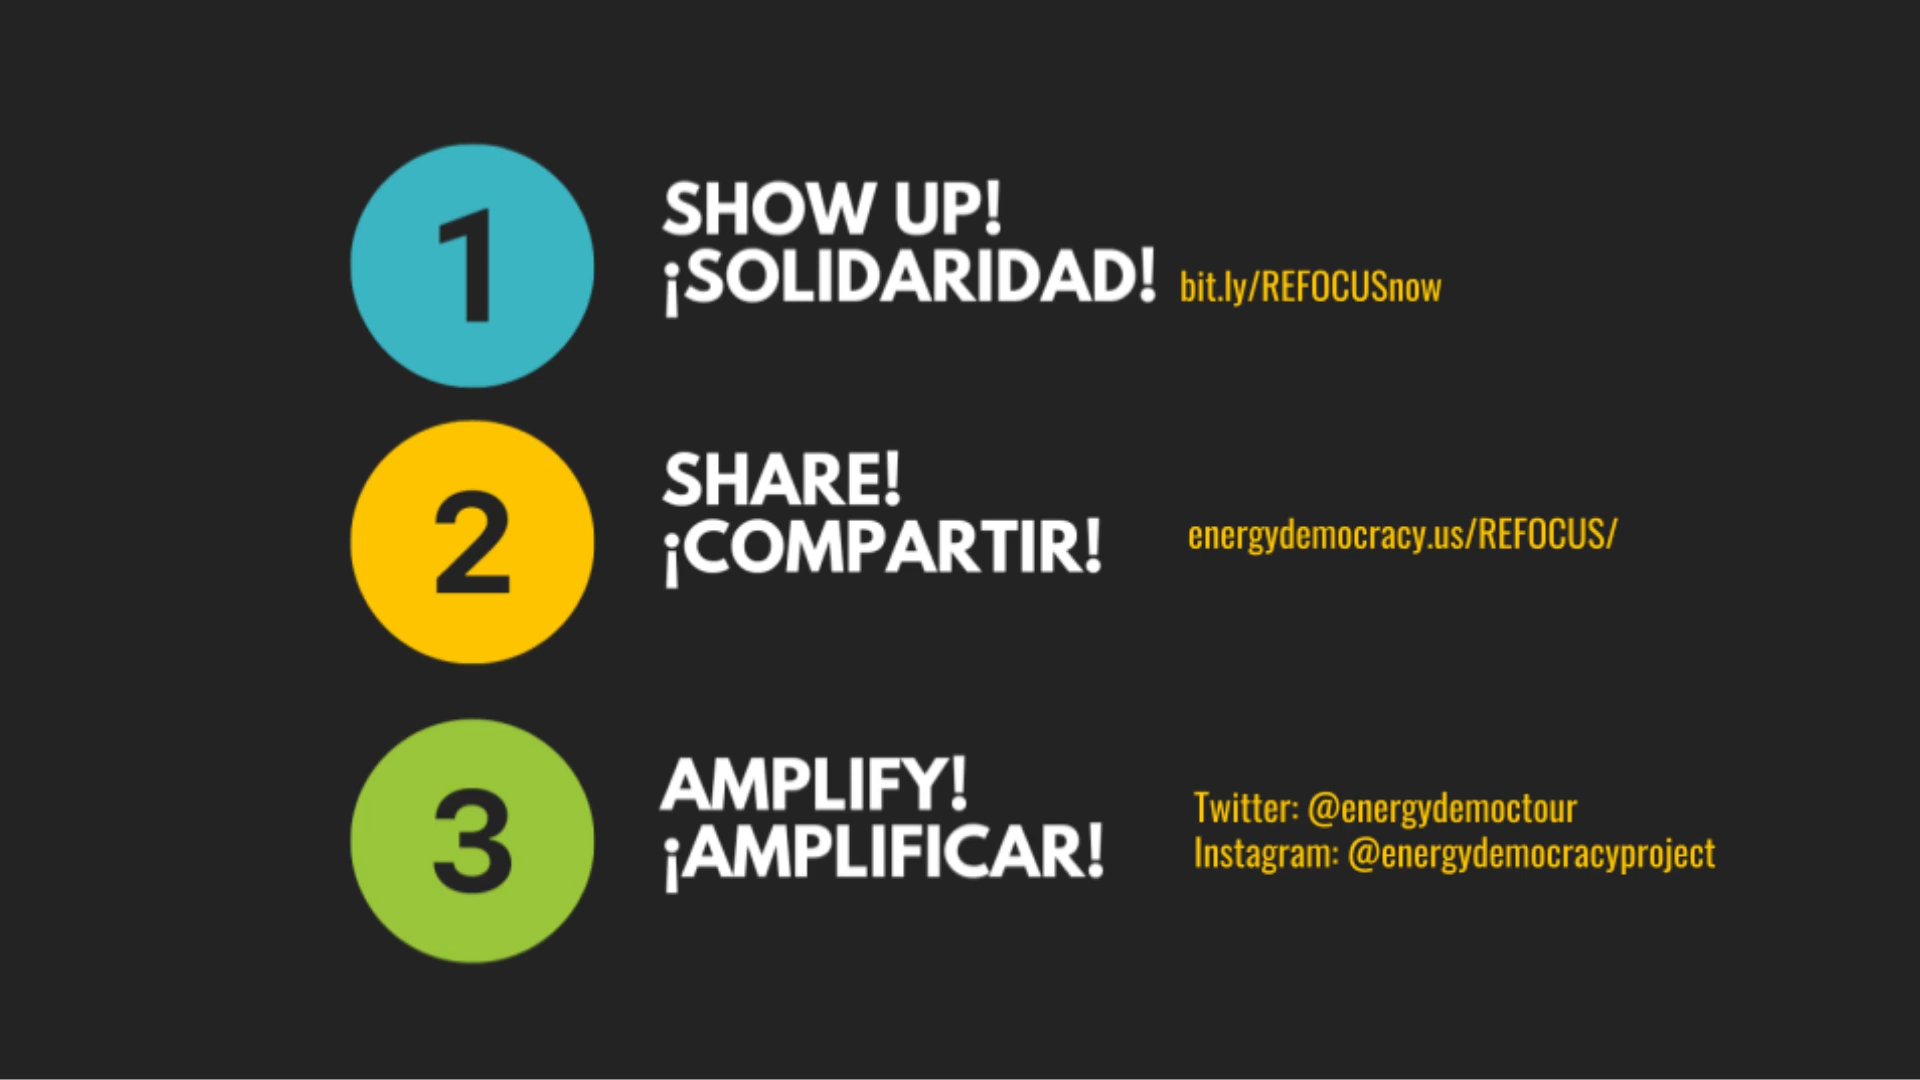 1
SHOW UP!
¡SOLIDARIDAD!
bit.ly/REFOCUSnow
2
SHARE!
¡COMPARTIR!
energydemocracy.us/REFOCUS/
3
AMPLIFY!
¡AMPLIFICAR!
Twitter: @energydemoctour
Instagram: @energydemocracyproject